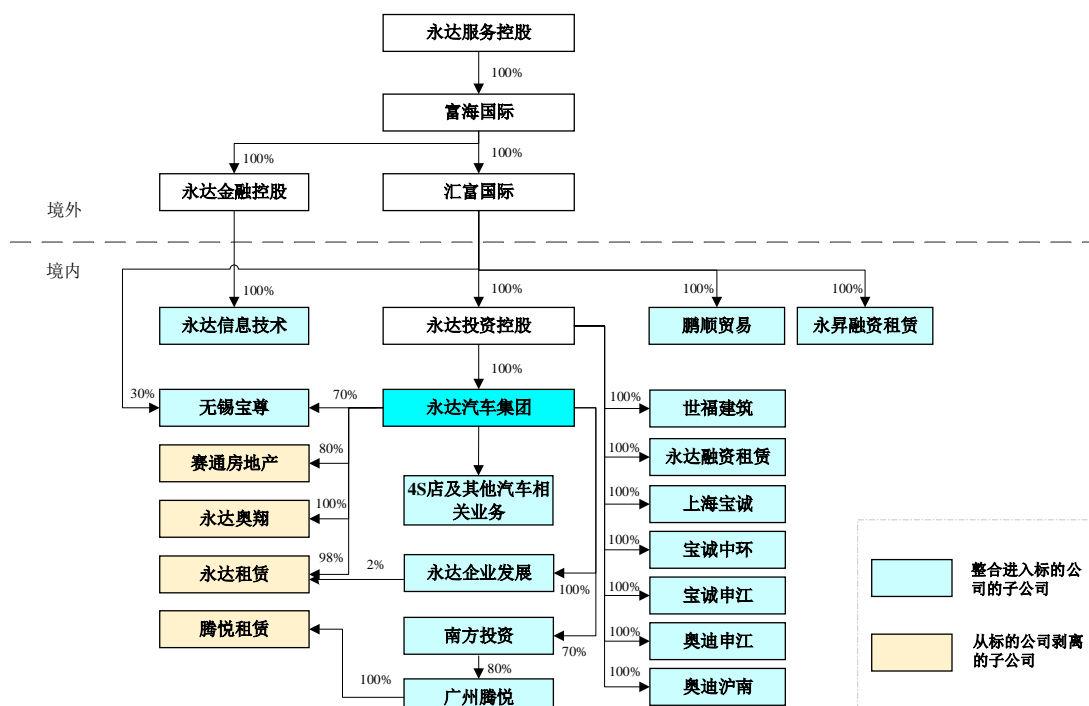 永达服务控股
100%
富海国际
100%
100%
永达金融控股
汇富国际
境外
境内
100%
100%
100%
100%
永达信息技术
永达投资控股
鹏顺贸易
永昇融资租赁
100%
30%
无锡宝尊
70%
永达汽车集团
100%
世福建筑
80%
赛通房地产
100%
永达融资租赁
4S店及其他汽车相
关业务
100%
上海宝诚
100%
永达奥翔
100%
宝诚中环
98%
永达租赁
2%
永达企业发展
100%
100%
宝诚申江
腾悦租赁
南方投资
70%
100%
奥迪申江
80%
100%
广州腾悦
100%
奥迪沪南
整合进入标的公
司的子公司
从标的公司剥离
的子公司